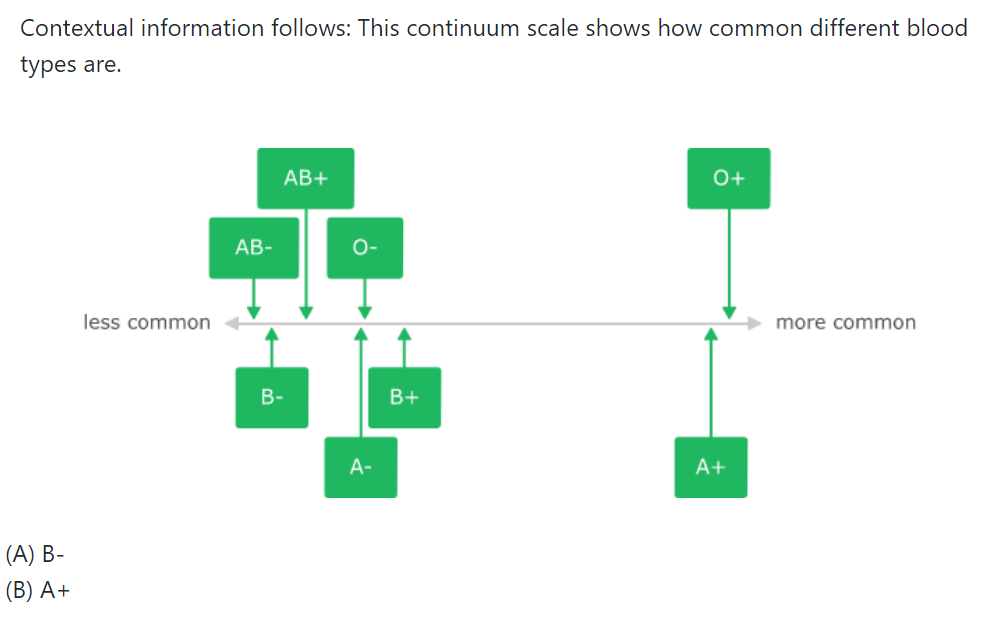 Contextual information follows: This continuum scale shows how common different blood
types are.
AB+
O+
AB-
O-
less common
more common
B-
B+
A-
A+
(A) B-
(B) A+